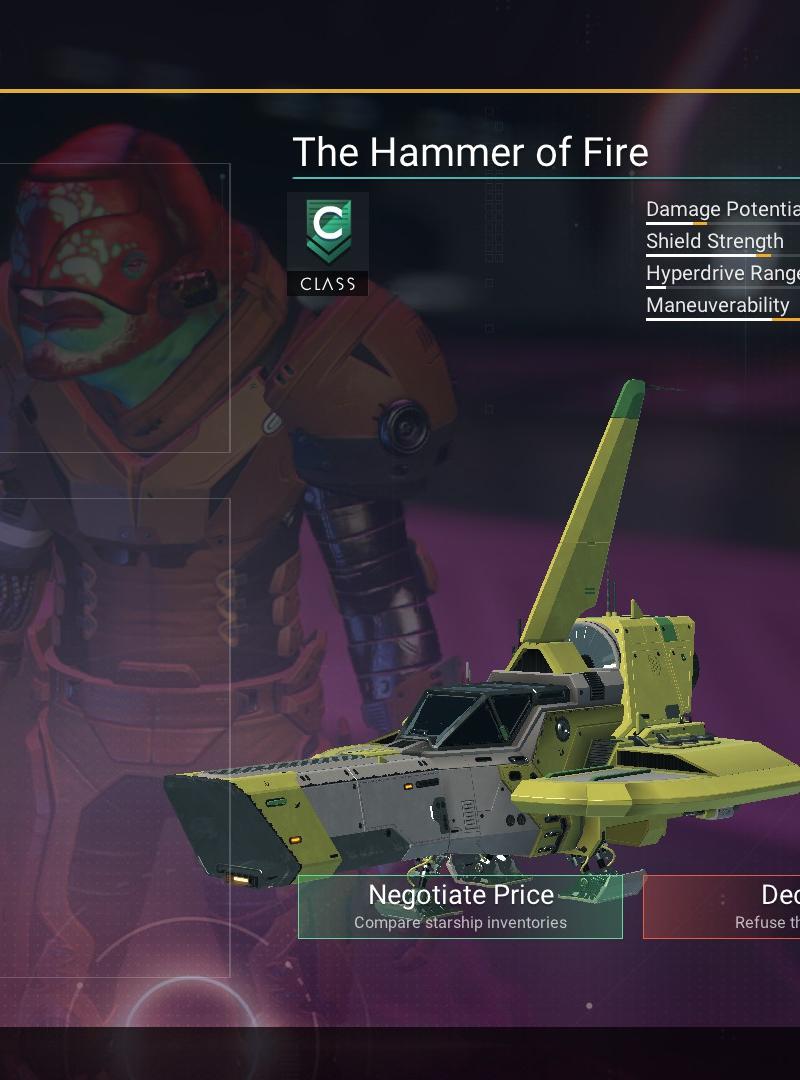 The Hammer of Fire
C
CLASS
Damage Potentia
Shield Strength
Hyperdrive Range
Maneuverability
Negotiate Price
Compare starship inventories
Dec
Refuse th